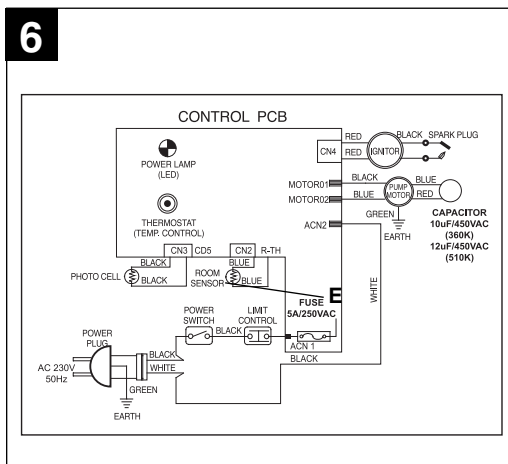 6
CONTROL PCB
POWER LAMP
(LED)
THERMOSTAT
(TEMP. CONTROL)
CN4
RED
RED
IGNITOR
BLACK
SPARK PLUG
MOTOR01
MOTOR02
BLACK
BLUE
PUMP
MOTOR
BLUE
RED
GREEN
EARTH
CAPACITOR
10uF/450VAC
(360K)
12uF/450VAC
(510K)
ACN2
WHITE
CN3
CD5
CN2
R-TH
BLACK
BLACK
PHOTO CELL
BLUE
BLUE
ROOM
SENSOR
E
FUSE
5A/250VAC
POWER
SWITCH
BLACK
LIMIT
CONTROL
ACN 1
BLACK
POWER
PLUG
AC 230V
50Hz
BLACK
WHITE
GREEN
EARTH